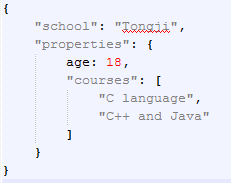 {
"school": "Tongji",
"properties": {
age: 18,
"courses": [
"C language",
"C++ and Java"
]
}
}